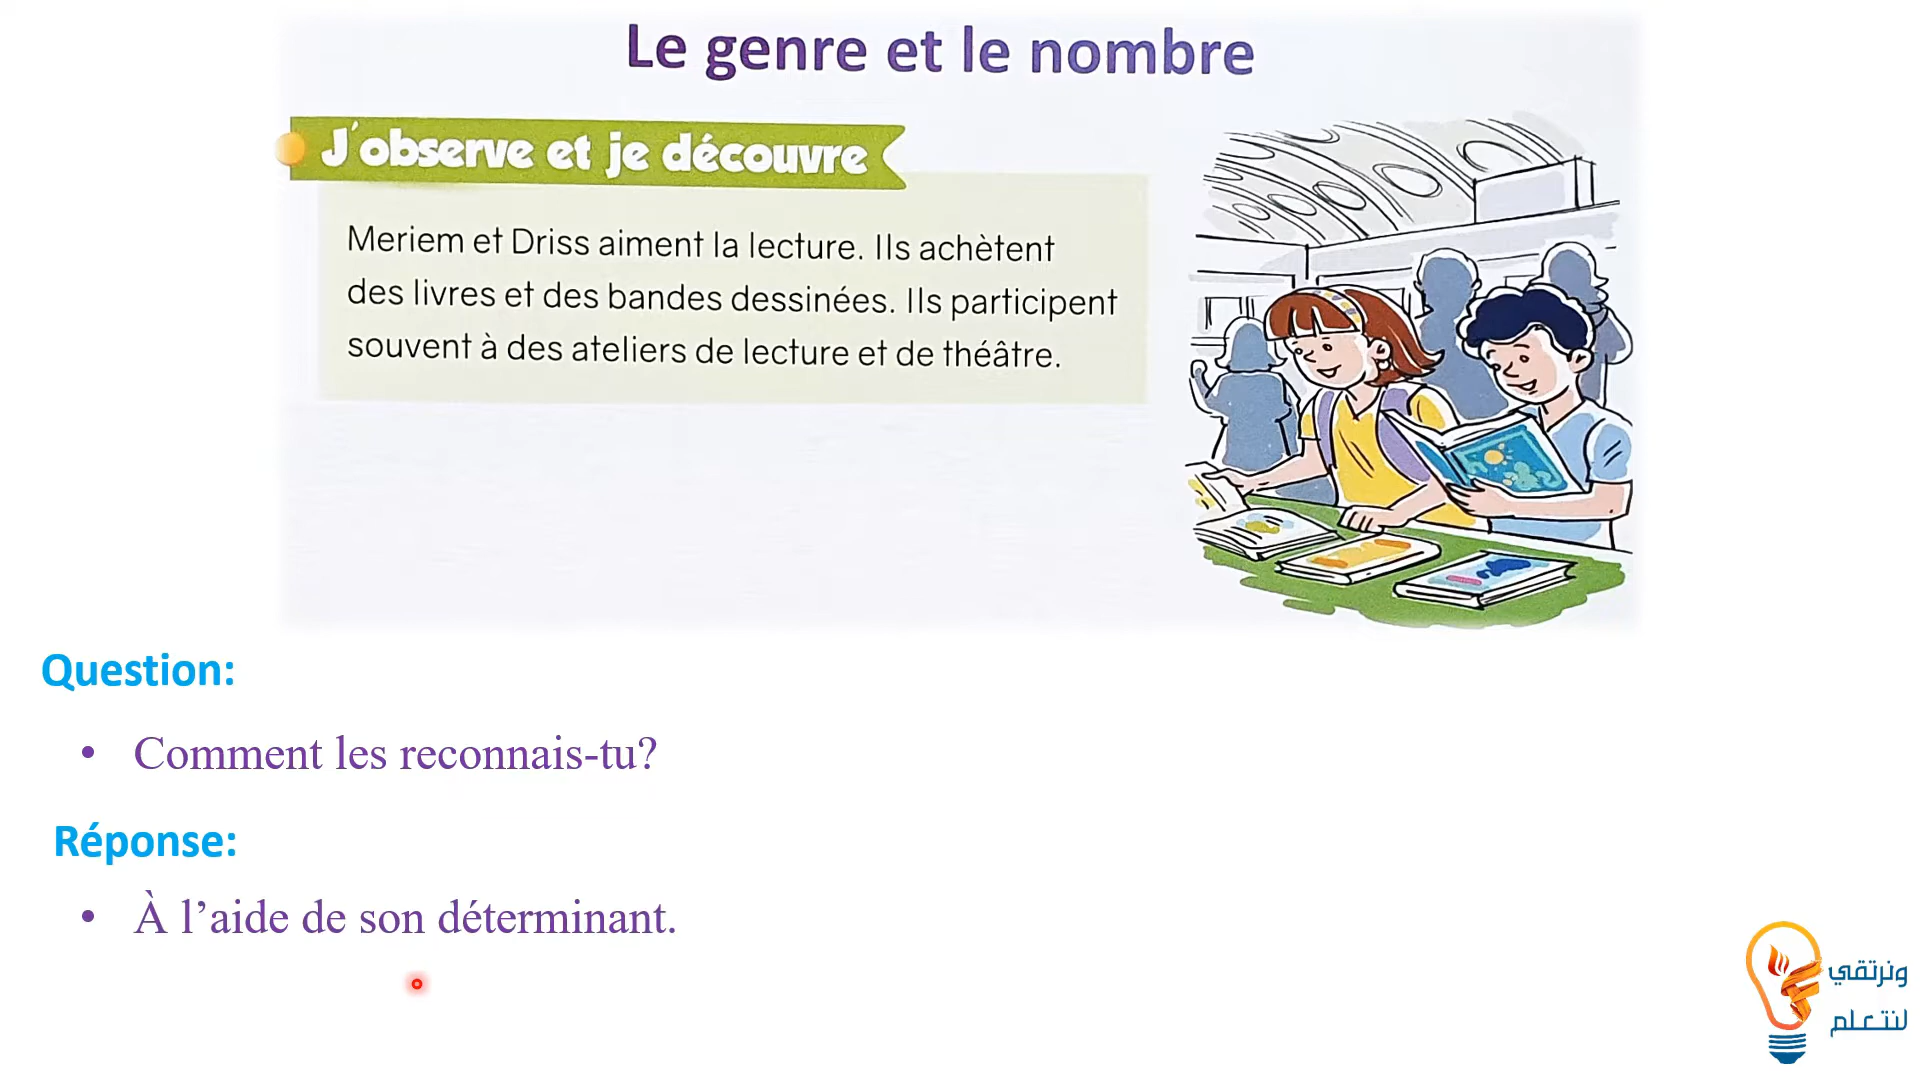 Le genre et le nombre
J'observe et je découvre
Meriem et Driss aiment la lecture. Ils achètent
des livres et des bandes dessinées. Ils participent
souvent à des ateliers de lecture et de théâtre.
Question:
• Comment les reconnais-tu?
Réponse:
• À l’aide de son déterminant.
ونرتقي
لنتعلم